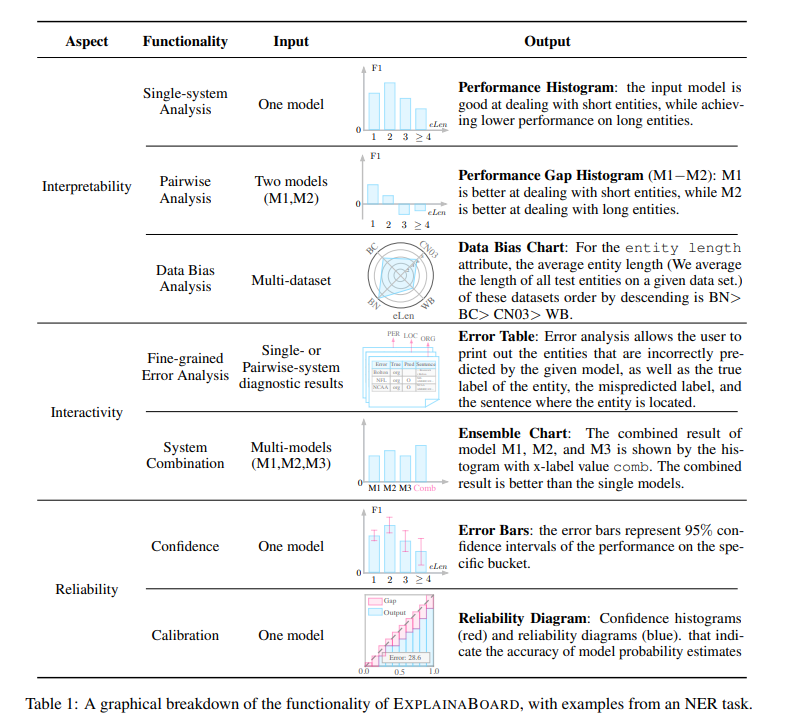 Aspect Functionality Input Output
Interpretability
Single-system
Analysis
One model
F1
0
1 2 3 ≥ 4
eLen
Performance Histogram: the input model is
good at dealing with short entities, while achiev-
ing lower performance on long entities.
Pairwise
Analysis
Two models
(M1,M2)
F1
0
1 2 3 ≥ 4
eLen
Performance Gap Histogram (M1−M2): M1
is better at dealing with short entities, while M2
is better at dealing with long entities.
Data Bias
Analysis
Multi-dataset
BC
CN03
BN
WB
eLen
Data Bias Chart: For the entity length
attribute, the average entity length (We average
the length of all test entities on a given data set.)
of these datasets order by descending is BN>
BC> CN03> WB.
Interactivity
Fine-grained
Error Analysis
Single- or
Pairwise-system
diagnostic results
PER LOC ORG
Error True Pred Sentence
org
NFL org O
NCAA org O
Error Table: Error analysis allows the user to
print out the entities that are incorrectly pre-
dicted by the given model, as well as the true
label of the entity, the mispredicted label, and
the sentence where the entity is located.
System
Combination
Multi-models
(M1,M2,M3)
0
M1 M2 M3 Comb
Ensemble Chart: The combined result of
model M1, M2, and M3 is shown by the his-
togram with x-label value comb. The combined
result is better than the single models.
Reliability
Confidence
One model
F1
0
1 2 3 ≥ 4
eLen
Error Bars: the error bars represent 95% con-
fidence intervals of the performance on the spe-
cific bucket.
Calibration
One model
Gap
Output
Error: 28.6
0.0 0.5 1.0
Reliability Diagram: Confidence histograms
(red) and reliability diagrams (blue). that indi-
cate the accuracy of model probability estimates
Table 1: A graphical breakdown of the functionality of EXPLAINABOARD, with examples from an NER task.